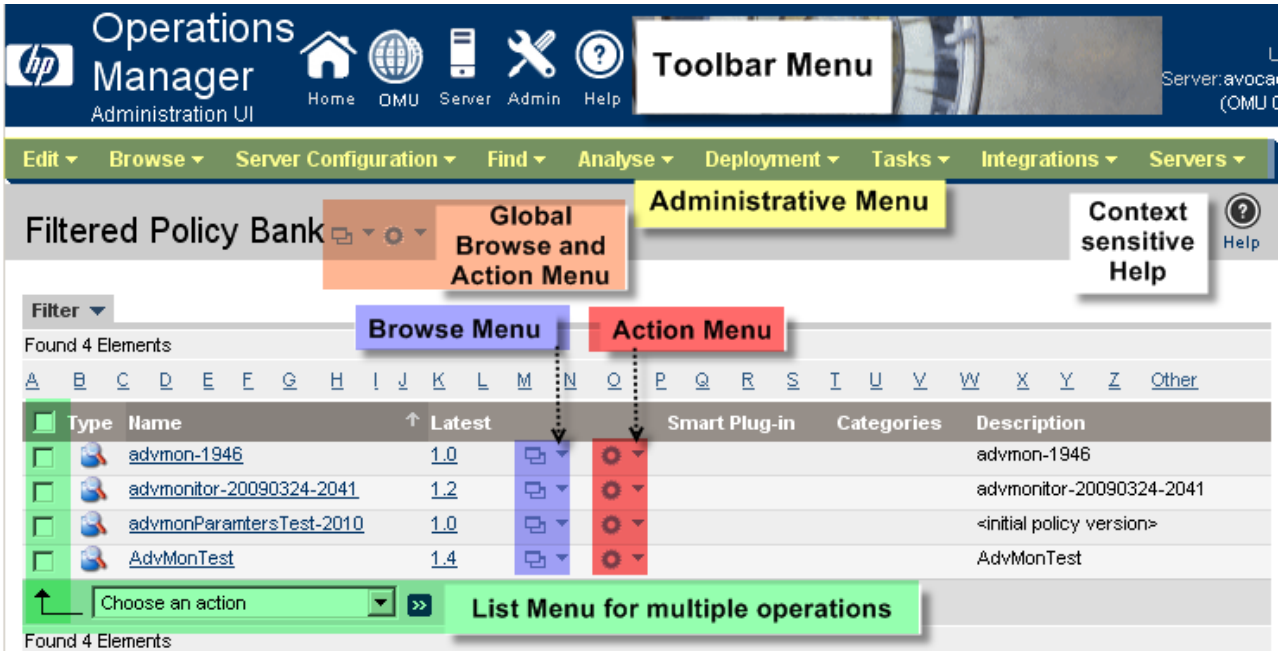 hp
Operations
Manager
Administration UI
Home OMU Server Admin Help
Toolbar Menu
Server:avoca
(OMU
Edit Browse Server Configuration Find Analyse Deployment Tasks Integrations Servers
Administrative Menu
Filtered Policy Bank
Global
Browse and
Action Menu
Context
sensitive
Help
Help
Filter
Browse Menu
Action Menu
Found 4 Elements
A B C D E F G H I J K L M N O P Q R S T U V W X Y Z Other
Type Name Latest Smart Plug-in Categories Description
advmon-1946 1.0 advmon-1946
advmonitor-20090324-2041 1.2 advmonitor-20090324-2041
advmonParamtersTest-2010 1.0 <initial policy version>
AdvMonTest 1.4 AdvMonTest
Choose an action
List Menu for multiple operations
Found 4 Elements